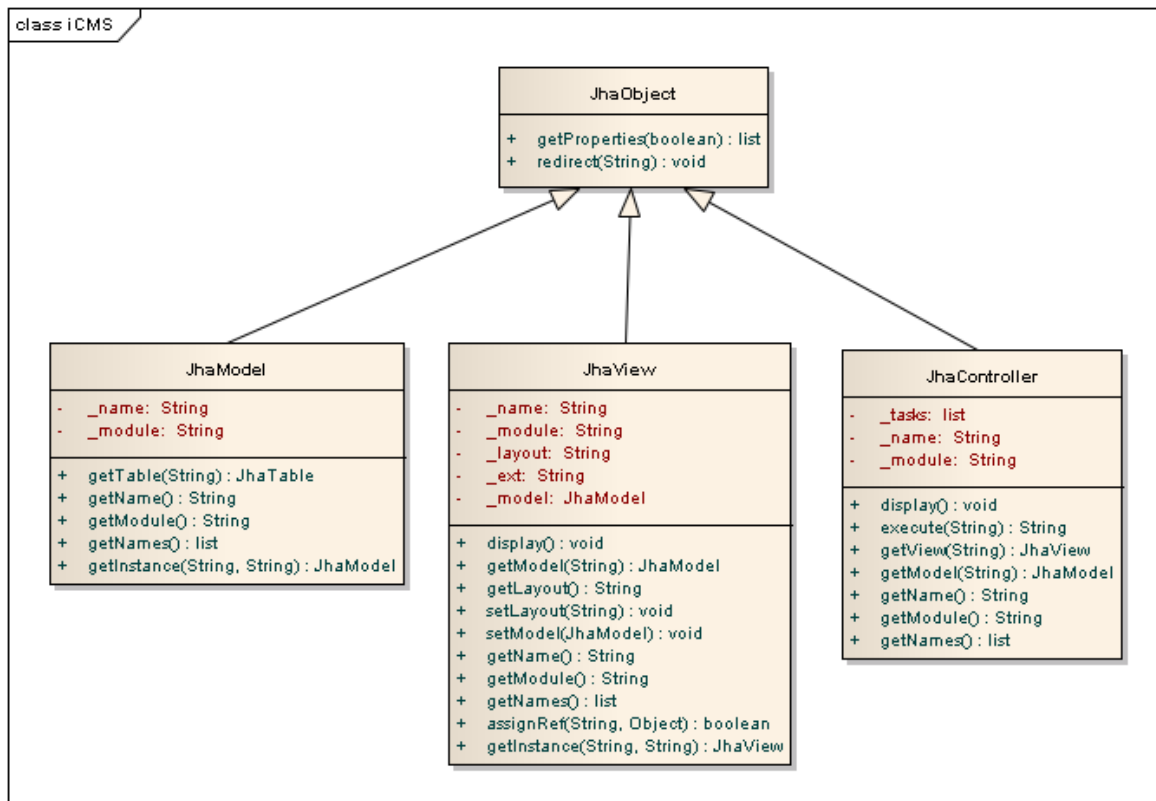 class iCMS
JhaObject
+ getProperties(boolean) : list
+ redirect(String) : void
JhaModel
- _name: String
- _module: String
+ getTable(String) : JhaTable
+ getName() : String
+ getModule() : String
+ getNames() : list
+ getInstance(String, String) : JhaModel
JhaView
- _name: String
- _module: String
- _layout: String
- _ext: String
- _model: JhaModel
+ display() : void
+ getModel(String) : JhaModel
+ getLayout() : String
+ setLayout(String) : void
+ setModel(JhaModel) : void
+ getName() : String
+ getModule() : String
+ getNames() : list
+ assignRef(String, Object) : boolean
+ getInstance(String, String) : JhaView
JhaController
- _tasks: list
- _name: String
- _module: String
+ display() : void
+ execute(String) : String
+ getView(String) : JhaView
+ getModel(String) : JhaModel
+ getName() : String
+ getModule() : String
+ getNames() : list